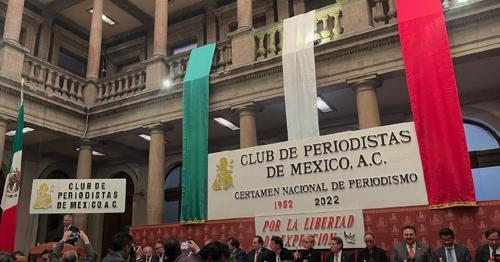 CLUB DE PERIODISTAS DE MEXICO, A.C.
CERTAMEN NACIONAL DE PERIODISMO
1952 2022
POR LA LIBERTAD
DE EXPRESIÓN
CLUB DE
PERIODISTAS
DE MEXICO, A.C.